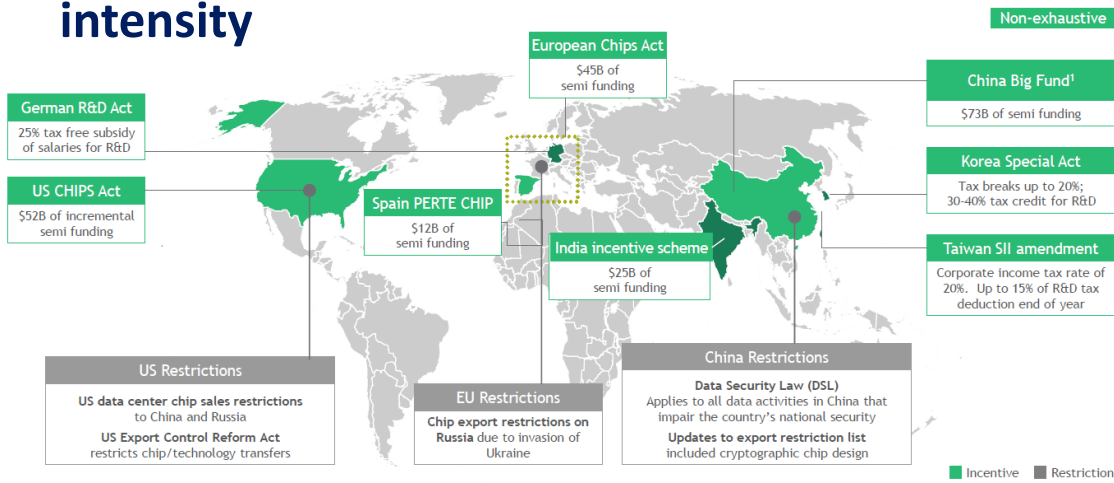 intensity
Non-exhaustive
European Chips Act
$45B of
semi funding
China Big Fund¹
$73B of semi funding
German R&D Act
25% tax free subsidy
of salaries for R&D
Korea Special Act
Tax breaks up to 20%;
30-40% tax credit for R&D
US CHIPS Act
$52B of incremental
semi funding
Spain PERTE CHIP
$12B of
semi funding
India incentive scheme
$25B of
semi funding
Taiwan SII amendment
Corporate income tax rate of
20%. Up to 15% of R&D tax
deduction end of year
US Restrictions
US data center chip sales restrictions
to China and Russia
US Export Control Reform Act
restricts chip/technology transfers
EU Restrictions
Chip export restrictions on
Russia due to invasion of
Ukraine
China Restrictions
Data Security Law (DSL)
Applies to all data activities in China that
impair the country's national security
Updates to export restriction list
included cryptographic chip design
Incentive
Restriction